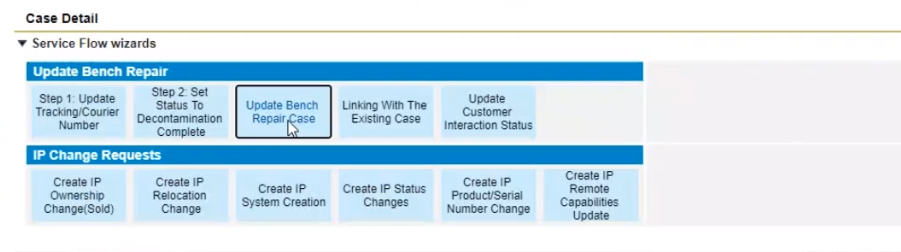 Case Detail
▼ Service Flow wizards
Update Bench Repair
Step 1: Update
Tracking/Courier
Number
Step 2: Set
Status To
Decontamination
Complete
Update Bench
Repair Case
Linking With The
Existing Case
Update
Customer
Interaction Status
IP Change Requests
Create IP
Ownership
Change(Sold)
Create IP
Relocation
Change
Create IP
System Creation
Create IP Status
Changes
Create IP
Product/Serial
Number Change
Create IP
Remote
Capabilities
Update